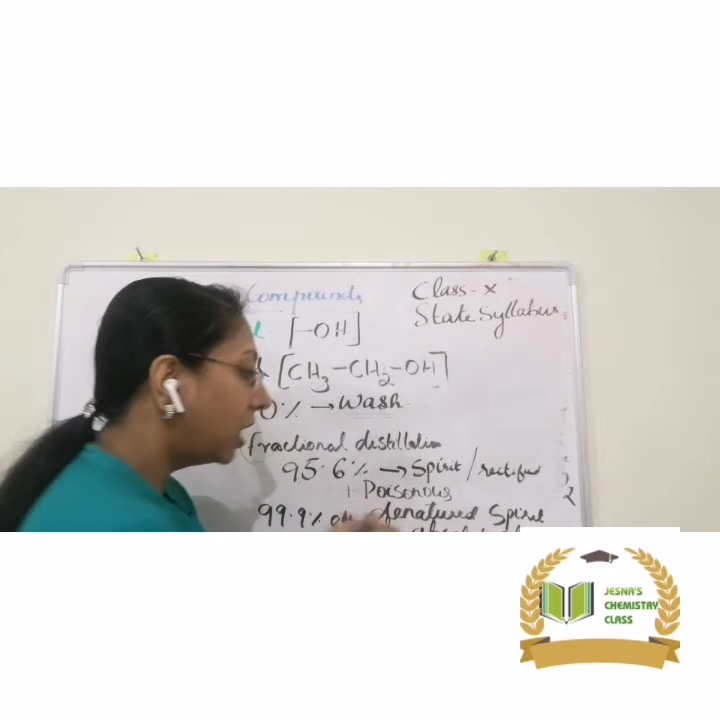 Compounds
Class - X
State Syllabus
[-OH]
[CH₃-CH₂-OH]
0% → Wash
Fractional distillation
95.6% → Spirit / rectified
+ Poisonous
99.9% denatured Spirit
JESNA'S
CHEMISTRY
CLASS